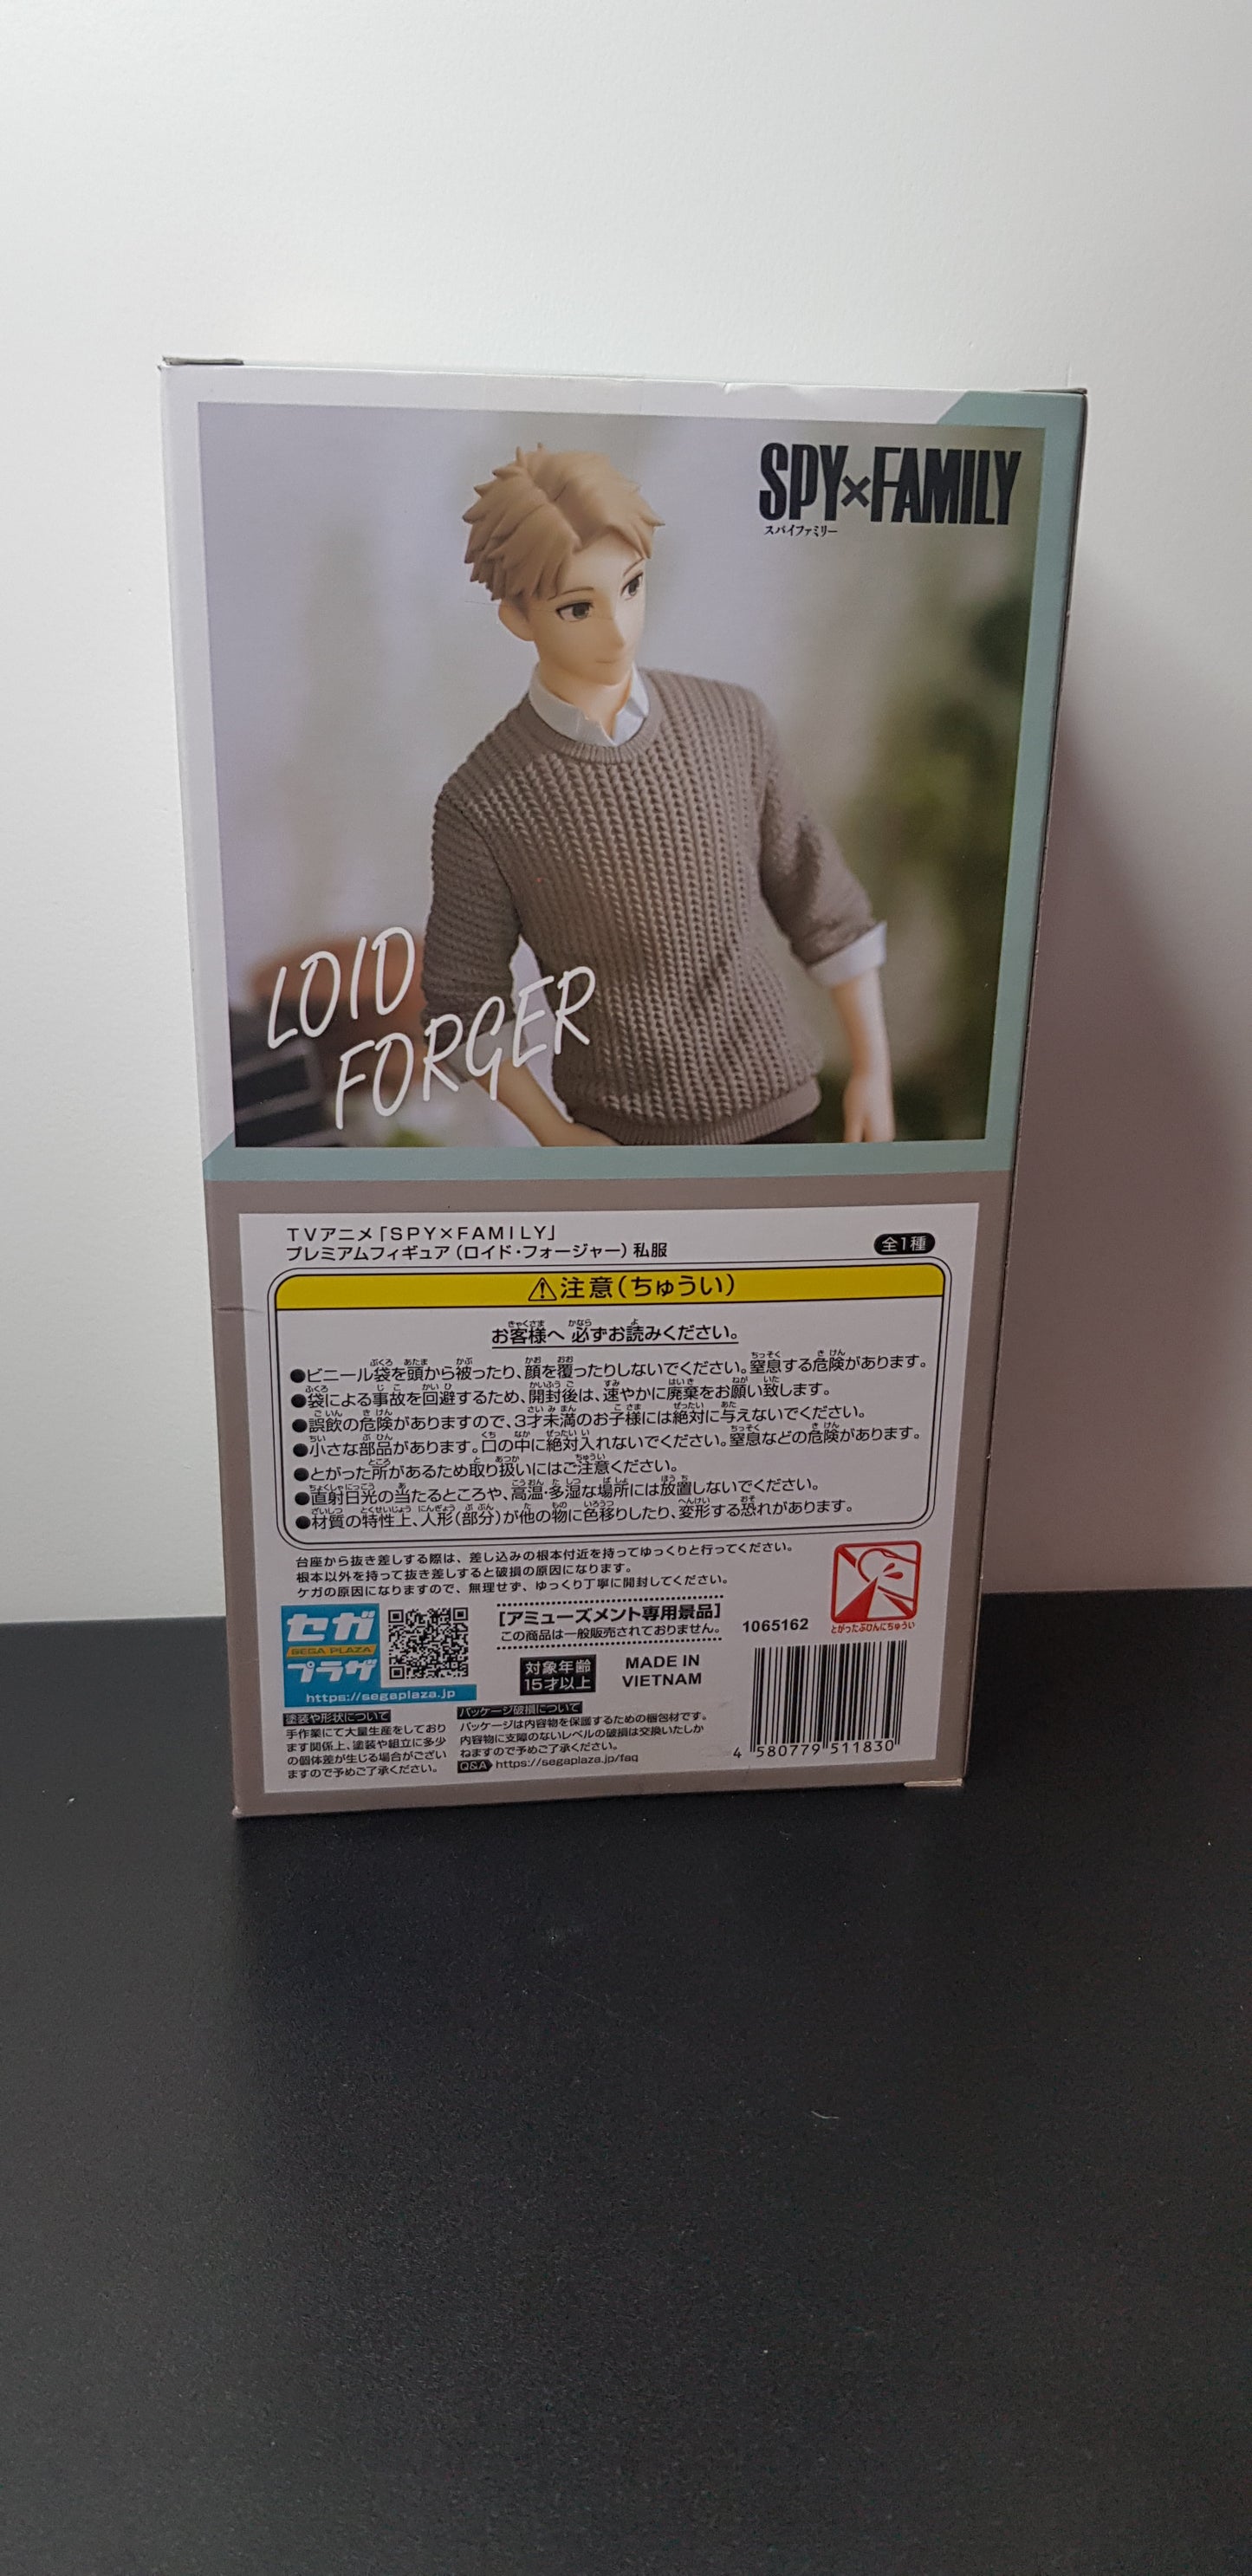 SPY×FAMILY
スパイファミリー
LOID
FORGER
TVアニメ「SPY×FAMILY」
プレミアムフィギュア（ロイド・フォージャー）私服
全1種
⚠注意（ちゅうい）
お客様へ 必ずお読みください。
●ビニール袋を頭から被ったり、顔を覆ったりしないでください。窒息する危険があります。
●袋による事故を回避するため、開封後は、速やかに廃棄をお願い致します。
●誤飲の危険がありますので、3才未満のお子様には絶対に与えないでください。
●小さな部品があります。口の中に絶対入れないでください。窒息などの危険があります。
●とがった所があるため取り扱いにはご注意ください。
●直射日光の当たるところや、高温・多湿な場所には放置しないでください。
●材質の特性上、人形（部分）が他の物に色移りしたり、変形する恐れがあります。
台座から抜き差しする際は、差し込みの根本付近を持ってゆっくりと行ってください。
根本以外を持って抜き差しすると破損の原因になります。
ケガの原因になりますので、無理せず、ゆっくり丁寧に開封してください。
とがったぶひんにちゅうい
セガ
SEGA PLAZA
プラザ
https://segaplaza.jp
［アミューズメント専用景品］
この商品は一般販売されておりません。
1065162
対象年齢
15才以上
MADE IN
VIETNAM
塗装や形状について
手作業にて大量生産をしており
ます関係上、塗装や組立に多少
の個体差が生じる場合がござい
ますので予めご了承ください。
パッケージ破損について
パッケージは内容物を保護するための梱包材です。
内容物に支障のないレベルの破損は交換いたしか
ねますので予めご了承ください。
Q&A https://segaplaza.jp/faq
4 580779 511830